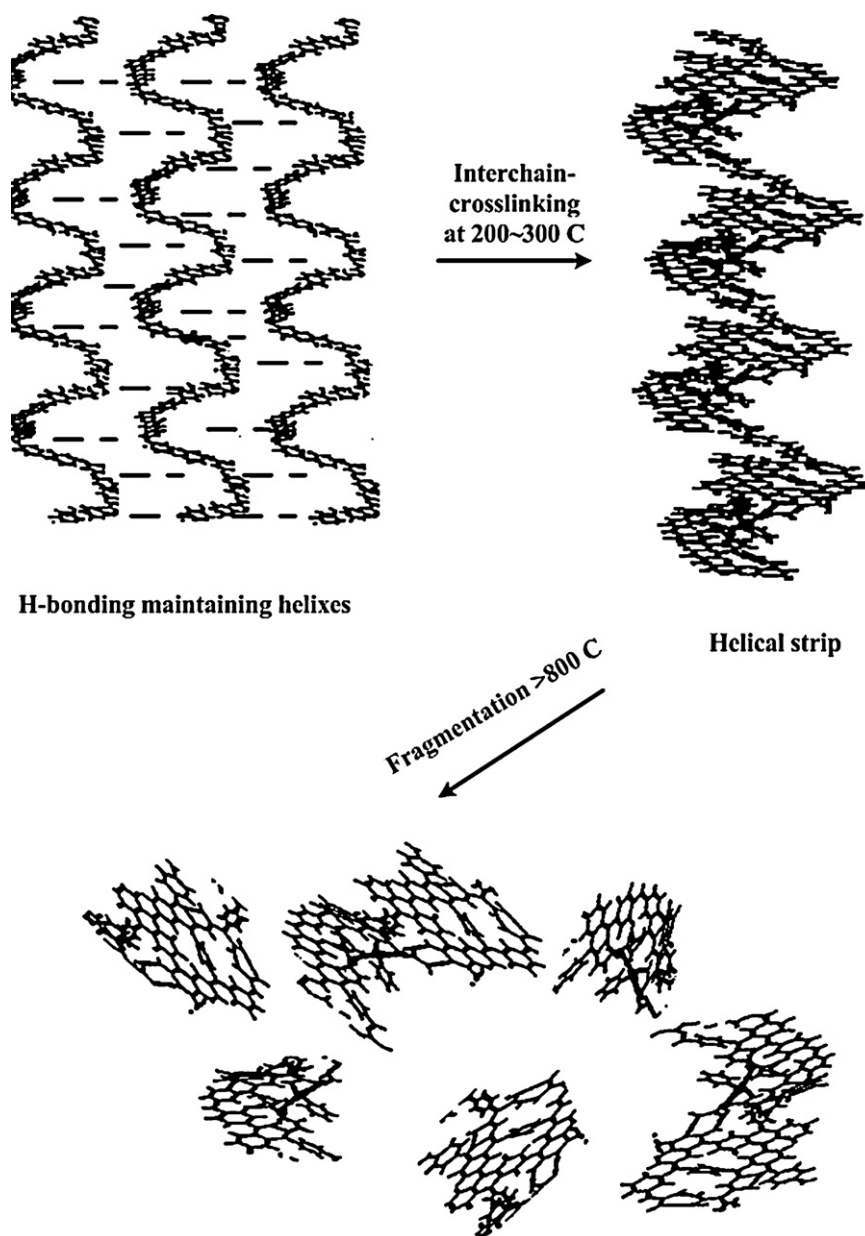 Interchain-
crosslinking
at 200~300 C
H-bonding maintaining helixes
Helical strip
Fragmentation >800 C